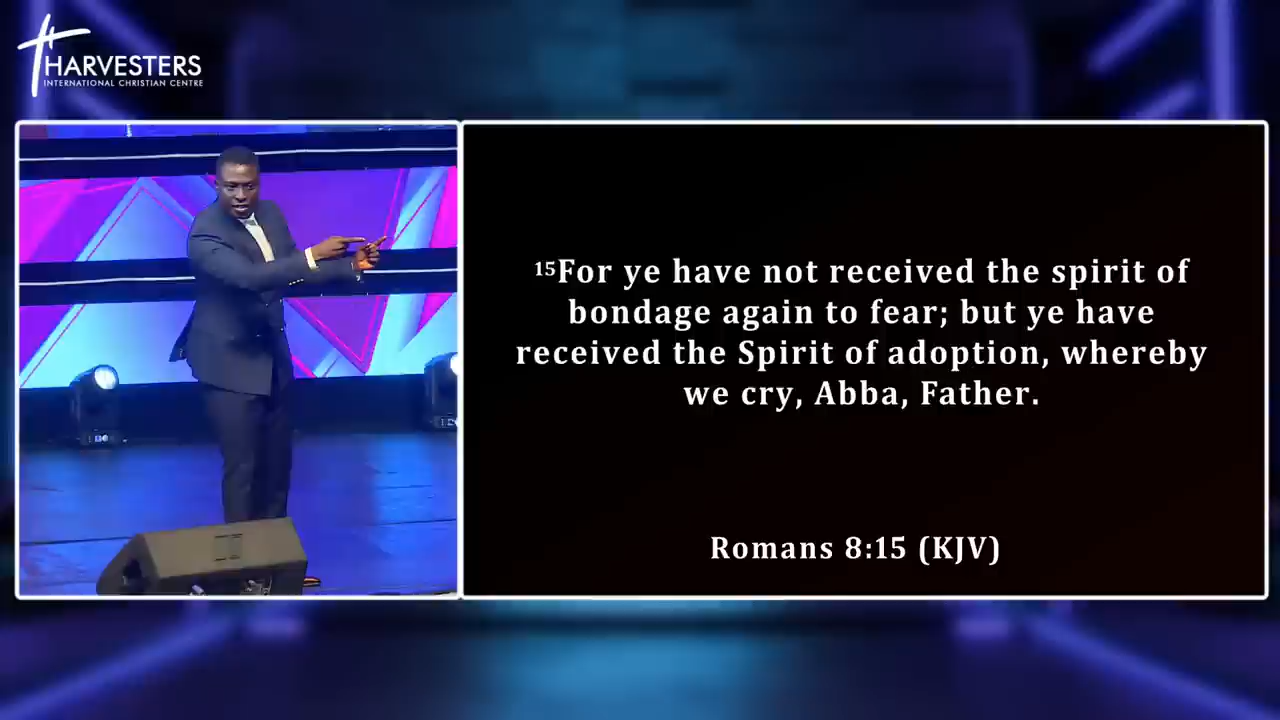 HARVESTERS
INTERNATIONAL CHRISTIAN CENTRE
15For ye have not received the spirit of
bondage again to fear; but ye have
received the Spirit of adoption, whereby
we cry, Abba, Father.
Romans 8:15 (KJV)